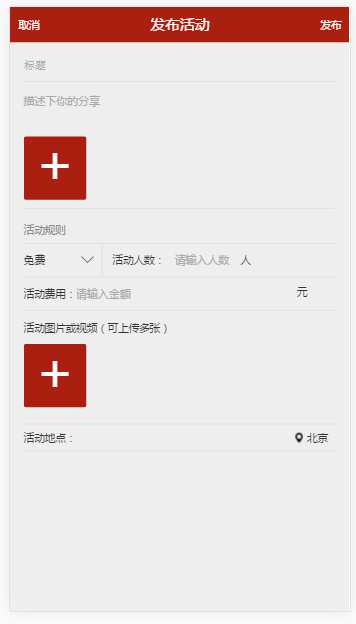 取消 发布活动 发布
标题
描述下你的分享
活动规则
免费 活动人数： 请输入人数 人
活动费用：请输入金额 元
活动图片或视频（可上传多张）
活动地点： 北京